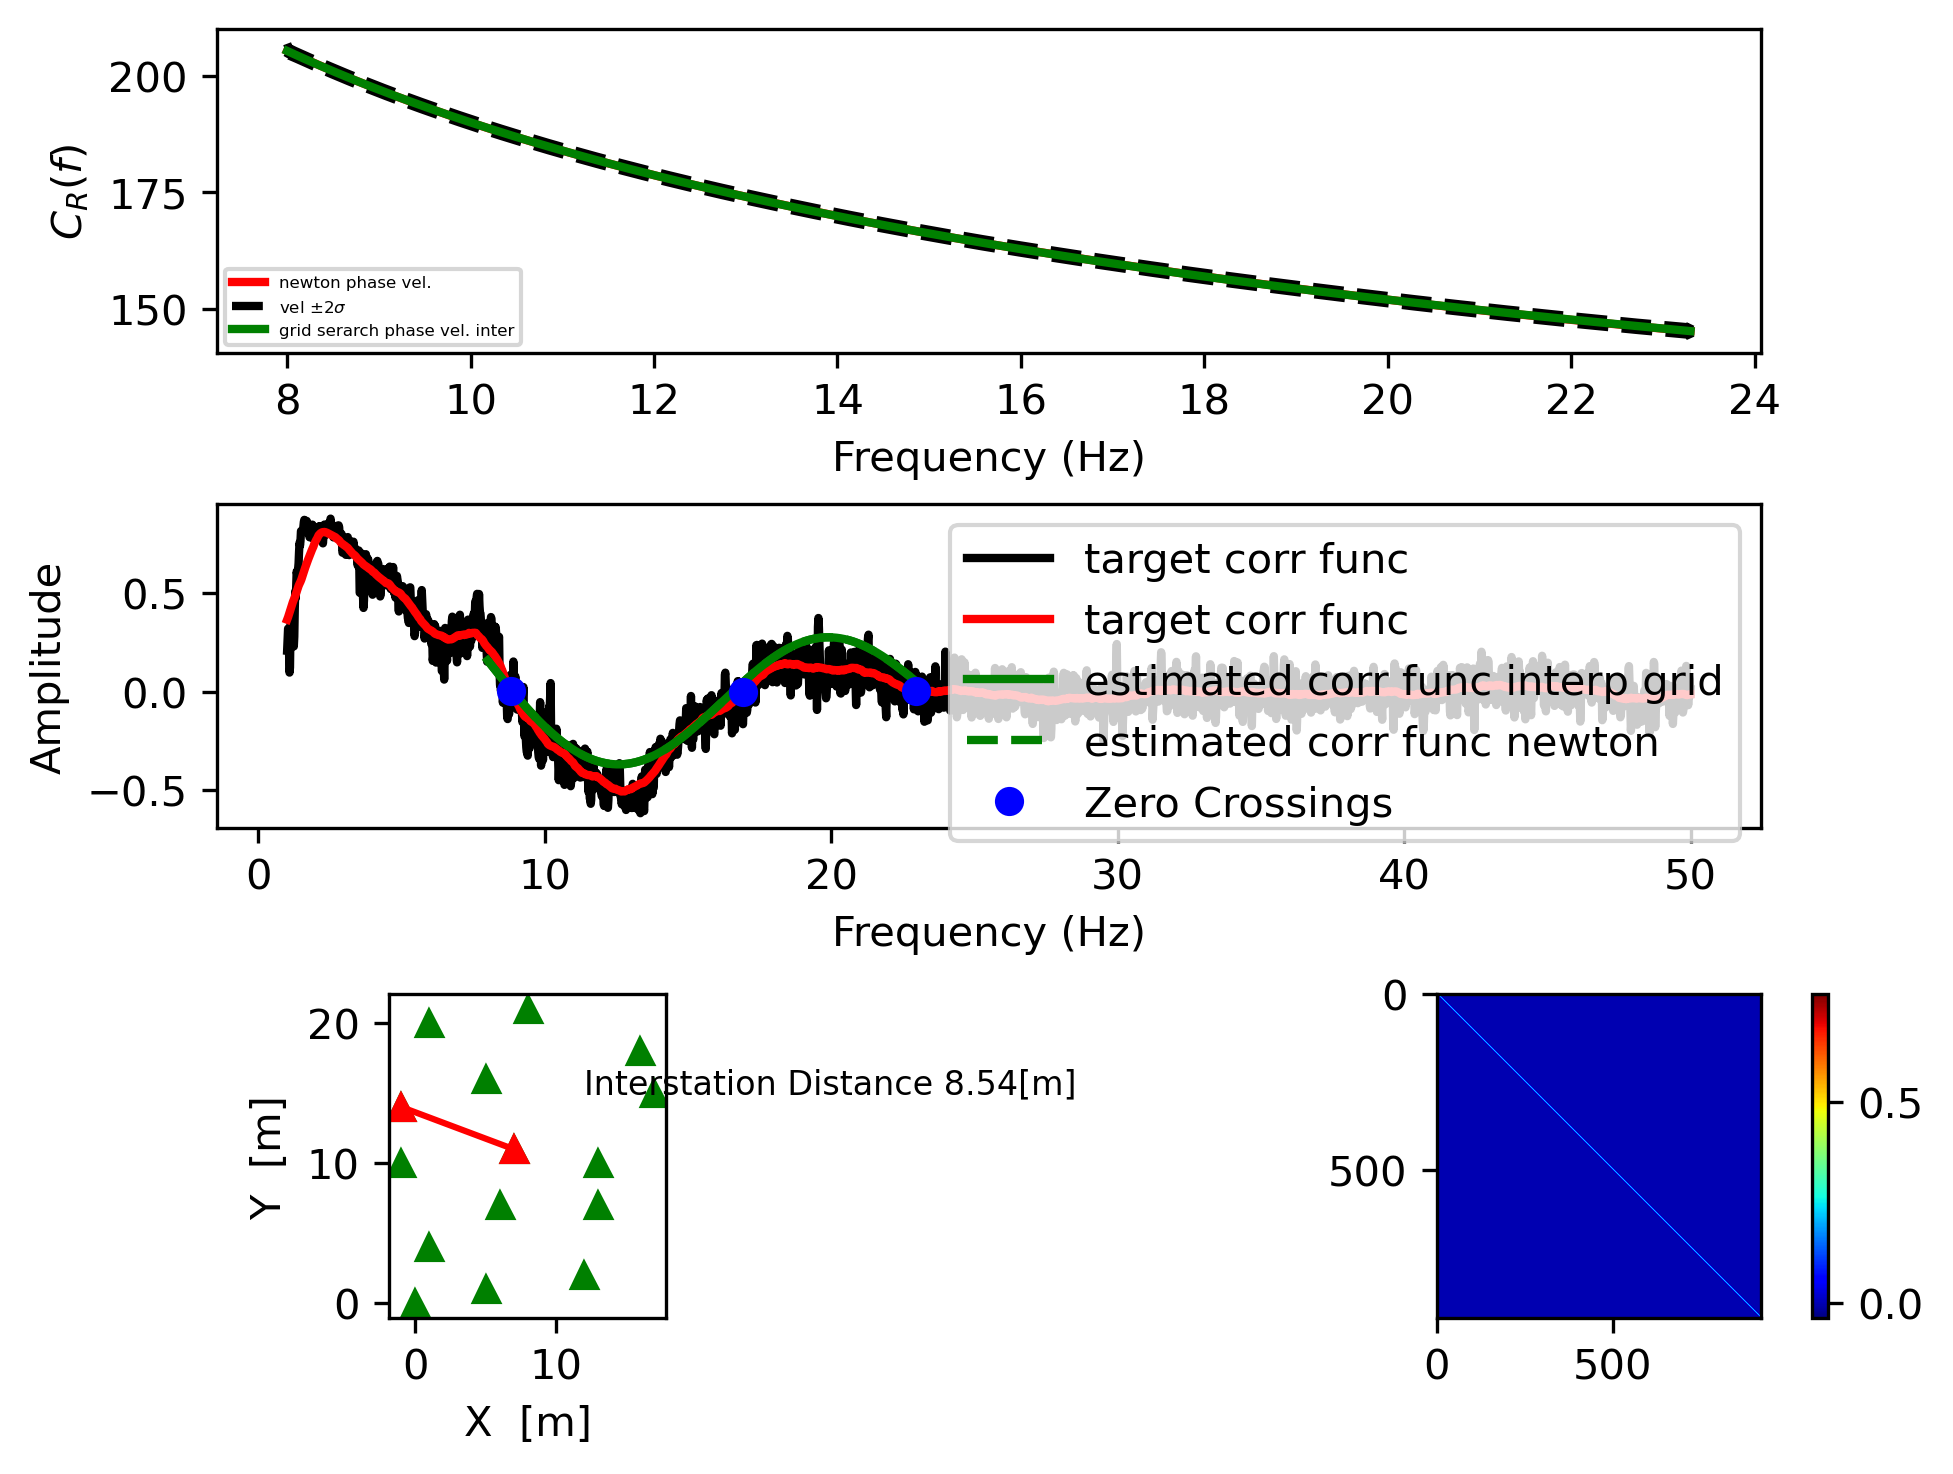 200
175
150
C_R(f)
newton phase vel.
vel ±2σ
grid serarch phase vel. inter
8 10 12 14 16 18 20 22 24
Frequency (Hz)
0.5
0.0
−0.5
Amplitude
target corr func
target corr func
estimated corr func interp grid
estimated corr func newton
Zero Crossings
0 10 20 30 40 50
Frequency (Hz)
20
10
0
Y [m]
Interstation Distance 8.54[m]
0 10
X [m]
0
500
0 500
0.5
0.0